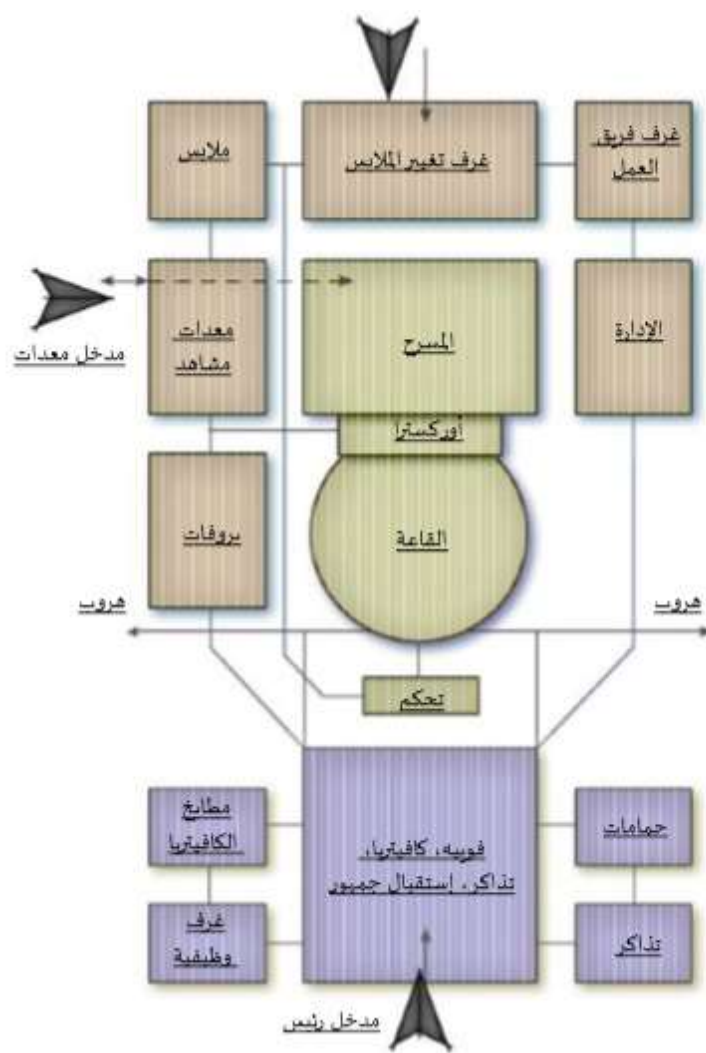 غرف فريق
العمل
غرف تغيير الملابس
ملابس
الإدارة
المسرح
معدات
مشاهد
مدخل معدات
أوركسترا
القاعة
بروفات
هروب
هروب
تحكم
حمامات
فوييه، كافيتريا،
تذاكر، إستقبال جمهور
مطابخ
الكافيتريا
تذاكر
غرف
وظيفية
مدخل رئيس